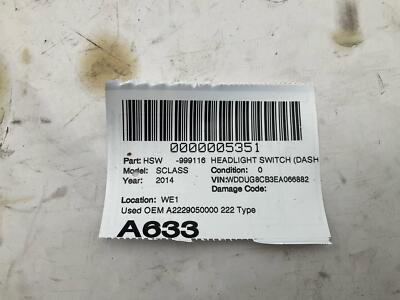 0000005351
Part: HSW -999116 HEADLIGHT SWITCH (DASH
Model: SCLASS Condition: 0
Year: 2014 VIN:WDDUG8CB3EA066882
Damage Code:
Location: WE1
Used OEM A2229050000 222 Type
A633